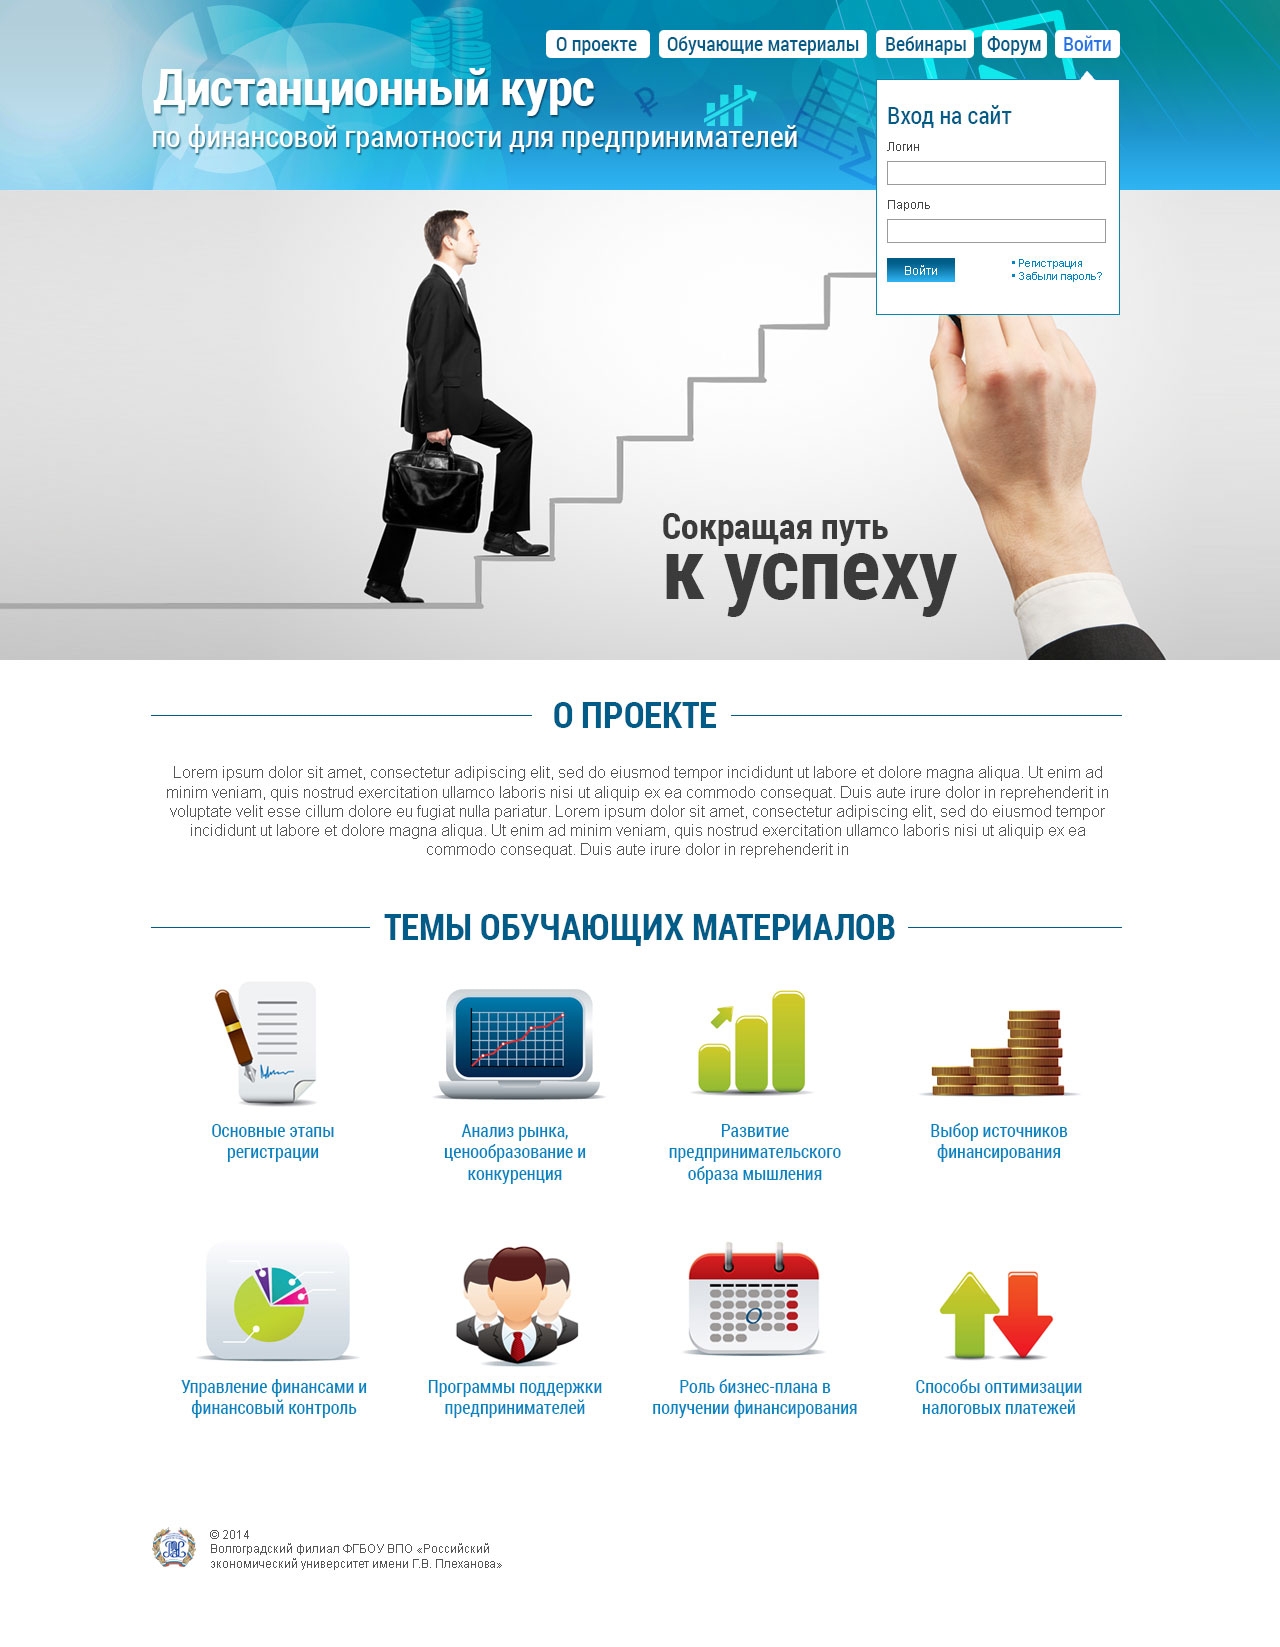 О проекте
Обучающие материалы
Вебинары
Форум
Войти
Дистанционный курс
по финансовой грамотности для предпринимателей
Вход на сайт
Логин
Пароль
Войти
• Регистрация
• Забыли пароль?
Сокращая путь
к успеху
О ПРОЕКТЕ
Lorem ipsum dolor sit amet, consectetur adipiscing elit, sed do eiusmod tempor incididunt ut labore et dolore magna aliqua. Ut enim ad
minim veniam, quis nostrud exercitation ullamco laboris nisi ut aliquip ex ea commodo consequat. Duis aute irure dolor in reprehenderit in
voluptate velit esse cillum dolore eu fugiat nulla pariatur. Lorem ipsum dolor sit amet, consectetur adipiscing elit, sed do eiusmod tempor
incididunt ut labore et dolore magna aliqua. Ut enim ad minim veniam, quis nostrud exercitation ullamco laboris nisi ut aliquip ex ea
commodo consequat. Duis aute irure dolor in reprehenderit in
ТЕМЫ ОБУЧАЮЩИХ МАТЕРИАЛОВ
Основные этапы
регистрации
Анализ рынка,
ценообразование и
конкуренция
Развитие
предпринимательского
образа мышления
Выбор источников
финансирования
Управление финансами и
финансовый контроль
Программы поддержки
предпринимателей
Роль бизнес-плана в
получении финансирования
Способы оптимизации
налоговых платежей
© 2014
Волгоградский филиал ФГБОУ ВПО «Российский
экономический университет имени Г.В. Плеханова»